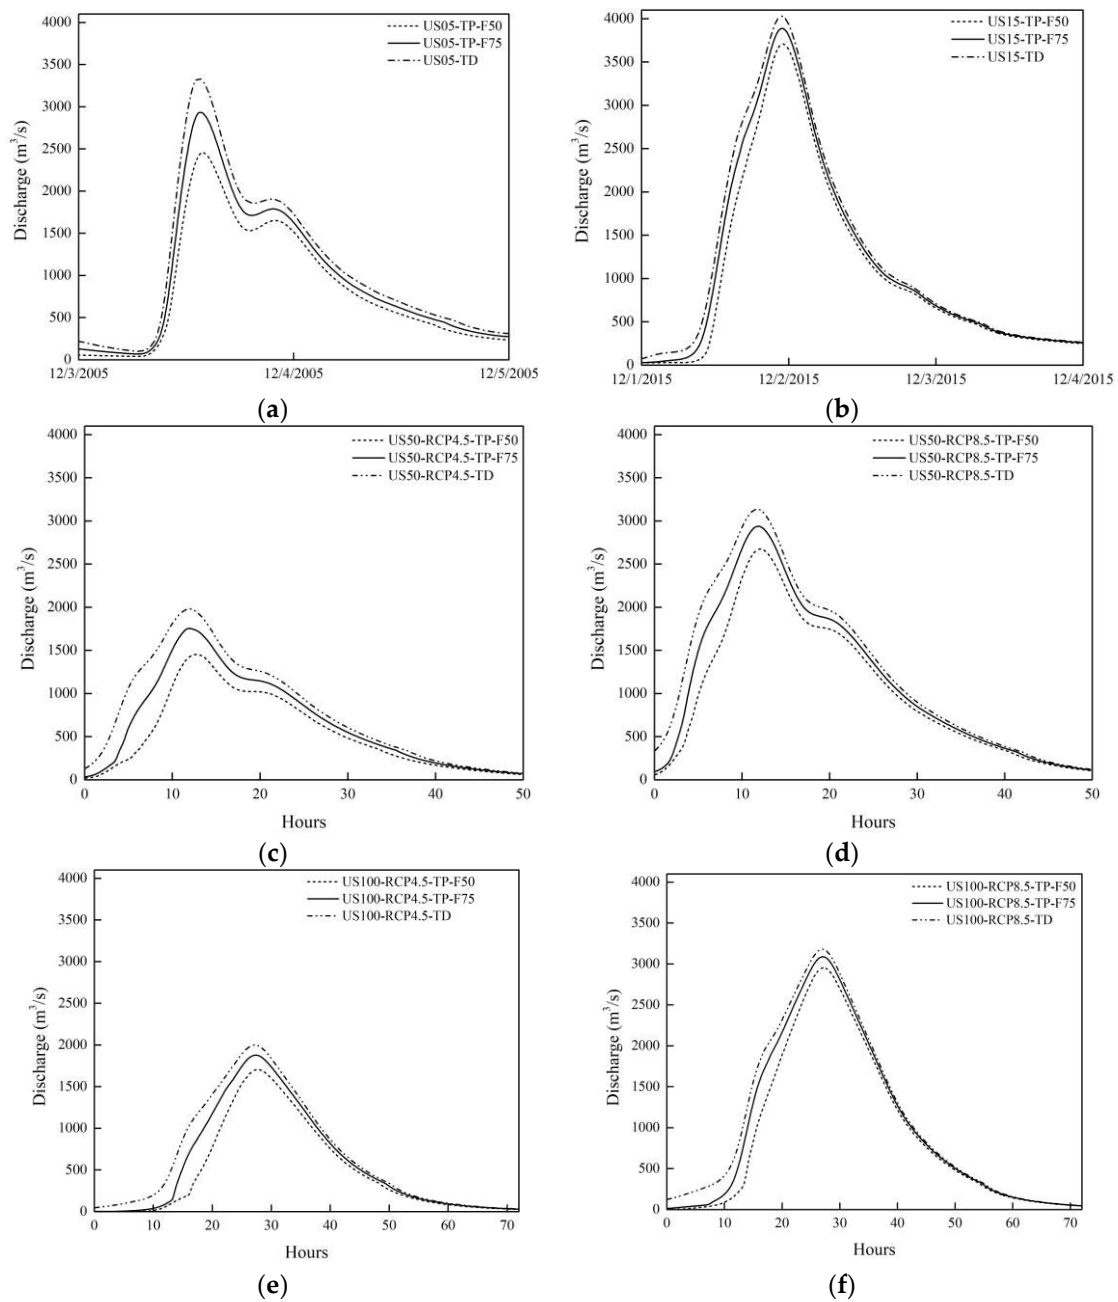 4000
3500
3000
2500
2000
1500
1000
500
0
Discharge (m³/s)
US05-TP-F50
US05-TP-F75
US05-TD
12/3/2005 12/4/2005 12/5/2005
(a)
4000
3500
3000
2500
2000
1500
1000
500
0
Discharge (m³/s)
US15-TP-F50
US15-TP-F75
US15-TD
12/1/2015 12/2/2015 12/3/2015 12/4/2015
(b)
4000
3500
3000
2500
2000
1500
1000
500
0
Discharge (m³/s)
US50-RCP4.5-TP-F50
US50-RCP4.5-TP-F75
US50-RCP4.5-TD
0 10 20 30 40 50
Hours
(c)
4000
3500
3000
2500
2000
1500
1000
500
0
Discharge (m³/s)
US50-RCP8.5-TP-F50
US50-RCP8.5-TP-F75
US50-RCP8.5-TD
0 10 20 30 40 50
Hours
(d)
4000
3500
3000
2500
2000
1500
1000
500
0
Discharge (m³/s)
US100-RCP4.5-TP-F50
US100-RCP4.5-TP-F75
US100-RCP4.5-TD
0 10 20 30 40 50 60 70
Hours
(e)
4000
3500
3000
2500
2000
1500
1000
500
0
Discharge (m³/s)
US100-RCP8.5-TP-F50
US100-RCP8.5-TP-F75
US100-RCP8.5-TD
0 10 20 30 40 50 60 70
Hours
(f)